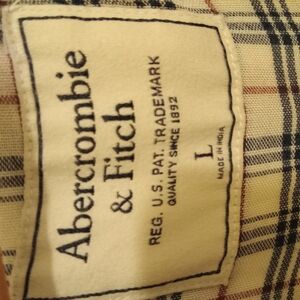 Abercrombie
& Fitch
REG. U.S. PAT. TRADEMARK
QUALITY SINCE 1892
L
MADE IN INDIA